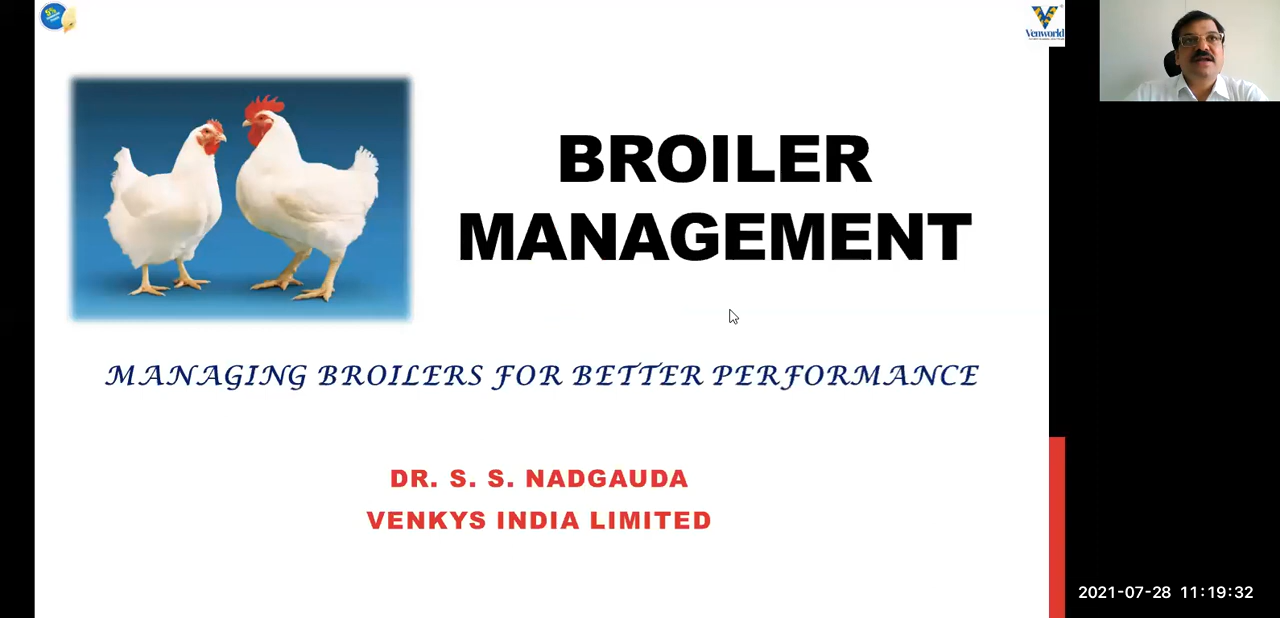 5%
Venworld
BROILER
MANAGEMENT
MANAGING BROILERS FOR BETTER PERFORMANCE
DR. S. S. NADGAUDA
VENKYS INDIA LIMITED
2021-07-28 11:19:32